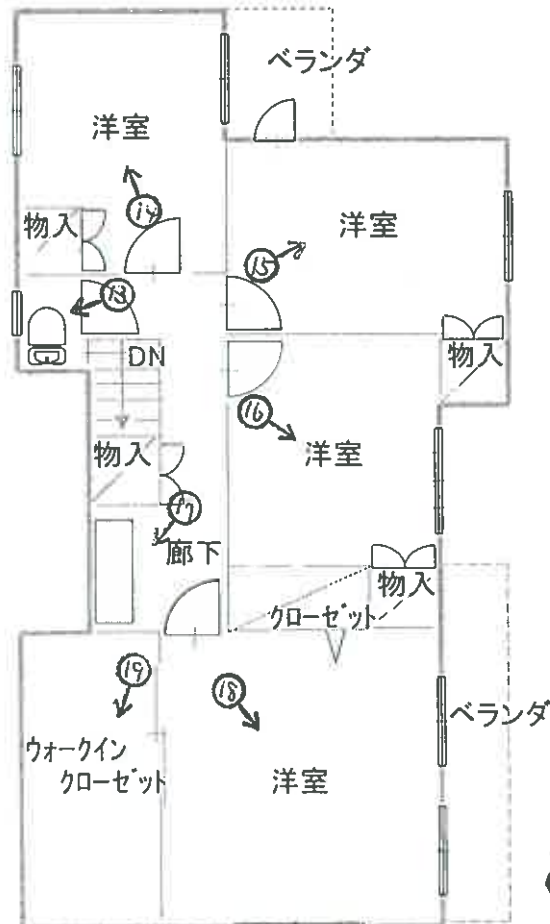 ベランダ
洋室
⑭
物入
洋室
⑮
⑬
DN
物入
⑯
洋室
物入
⑰
廊下
物入
クローゼット
⑲
⑱
ベランダ
ウォークイン
クローゼット
洋室